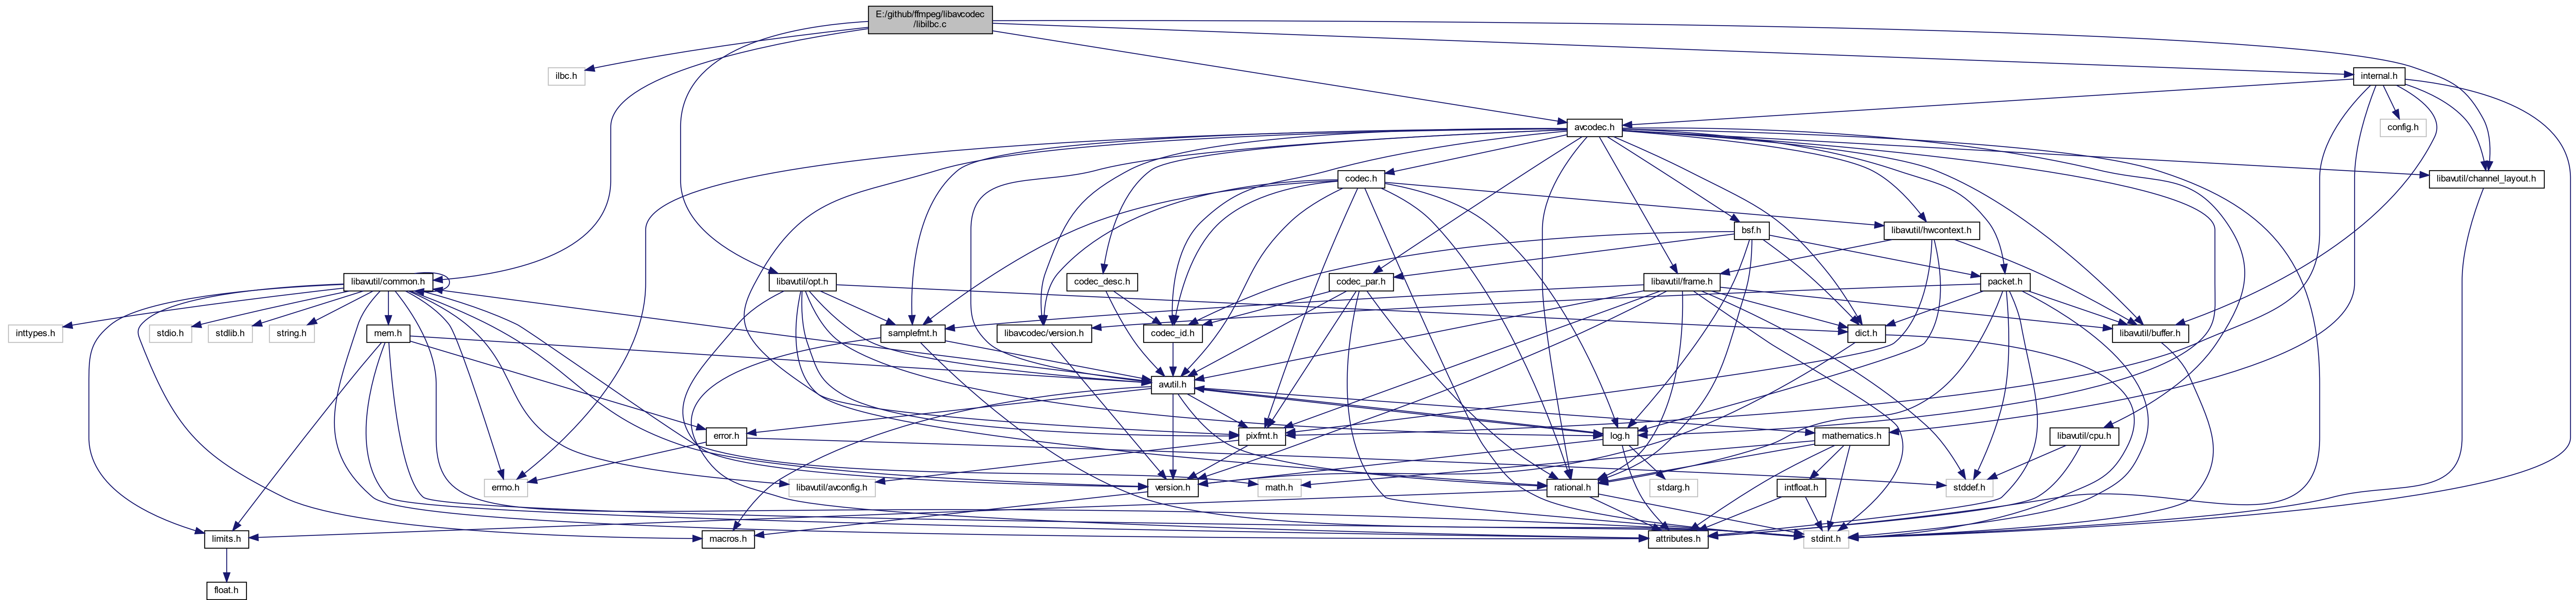 E:/github/ffmpeg/libavcodec
/libilbc.c
ilbc.h
internal.h
avcodec.h
config.h
codec.h
libavutil/channel_layout.h
bsf.h
libavutil/hwcontext.h
libavutil/common.h
libavutil/opt.h
codec_desc.h
codec_par.h
libavutil/frame.h
packet.h
inttypes.h
stdio.h
stdlib.h
string.h
mem.h
samplefmt.h
libavcodec/version.h
codec_id.h
dict.h
libavutil/buffer.h
avutil.h
error.h
pixfmt.h
log.h
mathematics.h
libavutil/cpu.h
errno.h
libavutil/avconfig.h
version.h
math.h
rational.h
stdarg.h
intfloat.h
stddef.h
limits.h
macros.h
attributes.h
stdint.h
float.h